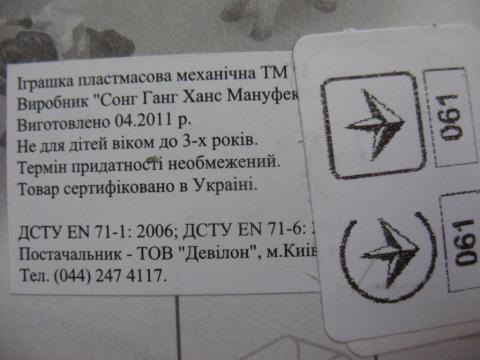 Іграшка пластмасова механічна ТМ
Виробник "Сонг Ганг Ханс Мануфек
Виготовлено 04.2011 р.
Не для дітей віком до 3-х років.
Термін придатності необмежений.
Товар сертифіковано в Україні.
ДСТУ EN 71-1: 2006; ДСТУ EN 71-6:
Постачальник - ТОВ "Девілон", м.Київ
Тел. (044) 247 4117.
061
061